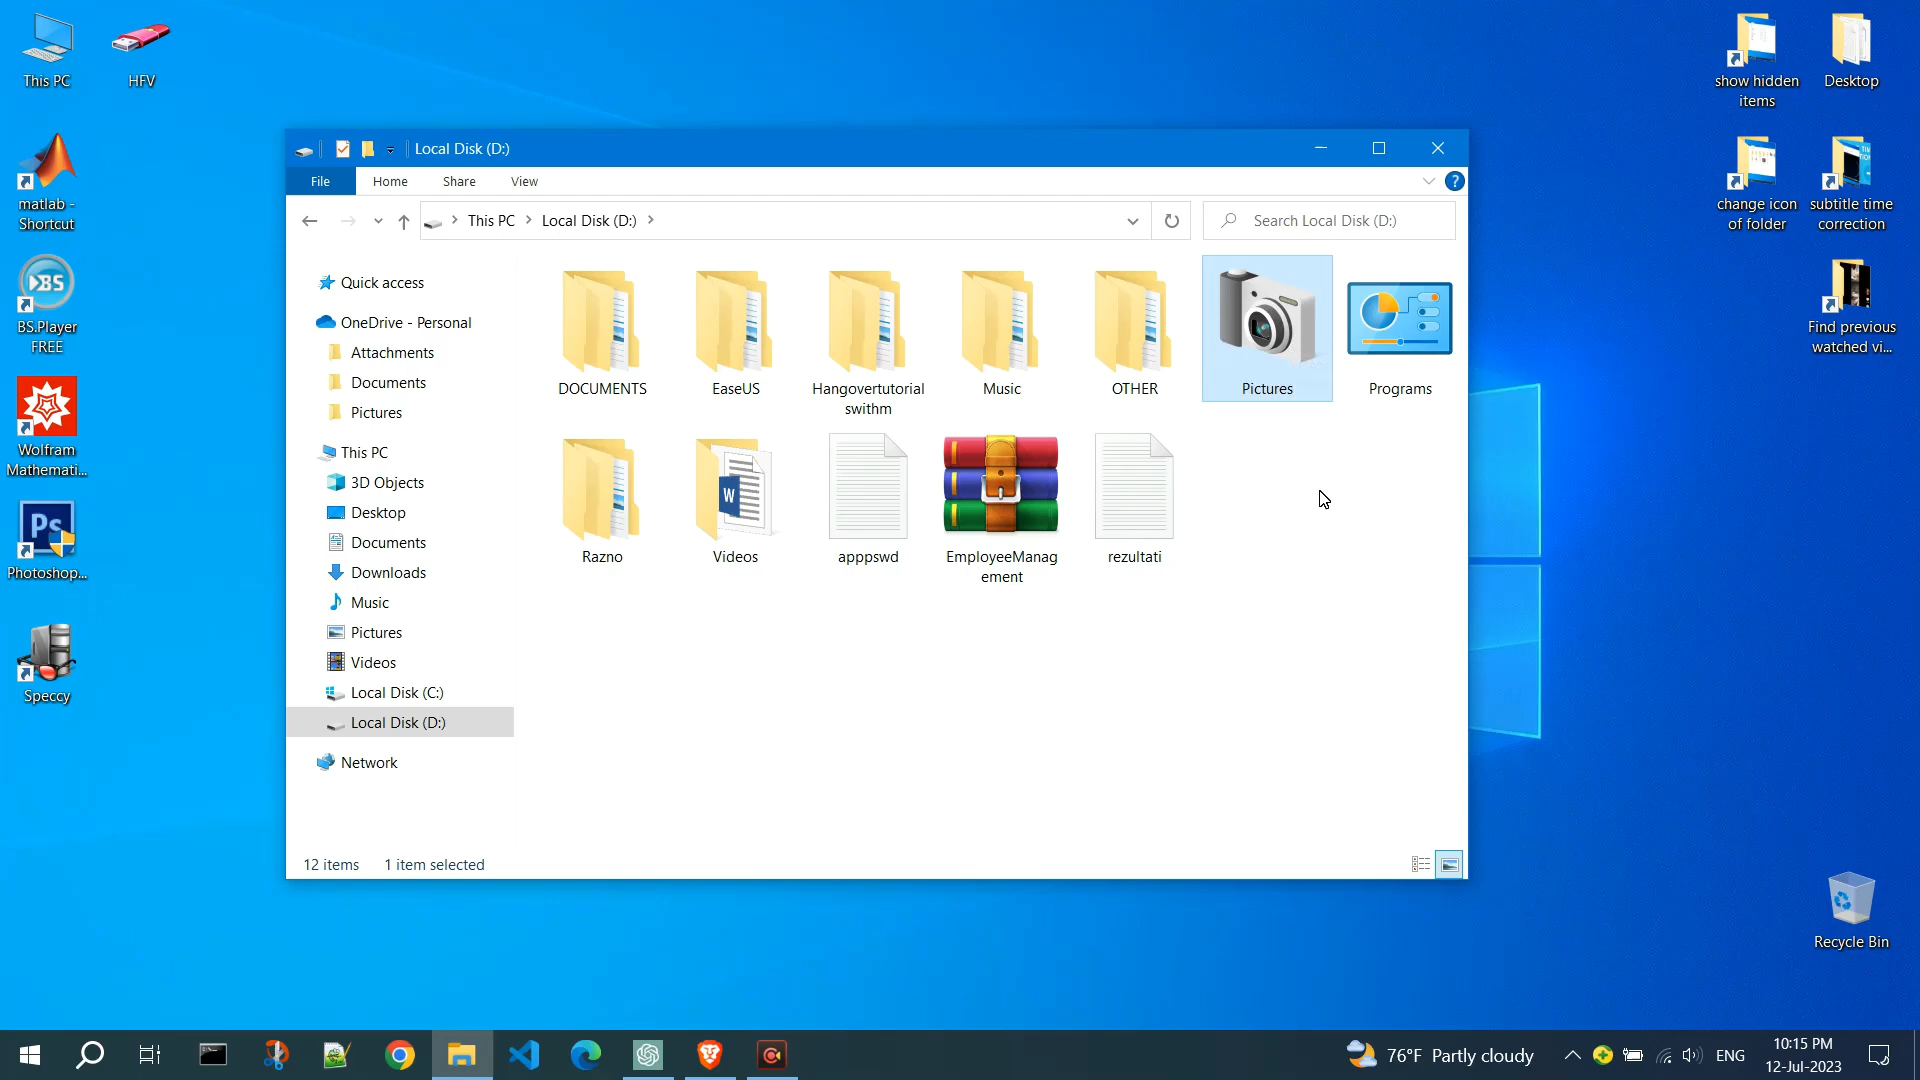 This PC
HFV
matlab -
Shortcut
BS.Player
FREE
Wolfram
Mathemati...
Ps
Photoshop...
Speccy
show hidden
items
Desktop
change icon
of folder
subtitle time
correction
Find previous
watched vi...
Recycle Bin
Local Disk (D:)
File
Home
Share
View
?
This PC
Local Disk (D:)
Search Local Disk (D:)
Quick access
OneDrive - Personal
Attachments
Documents
Pictures
This PC
3D Objects
Desktop
Documents
Downloads
Music
Pictures
Videos
Local Disk (C:)
Local Disk (D:)
Network
DOCUMENTS
EaseUS
Hangovertutorial
swithm
Music
OTHER
Pictures
Programs
Razno
W
Videos
apppswd
EmployeeManag
ement
rezultati
12 items
1 item selected
76°F Partly cloudy
ENG
10:15 PM
12-Jul-2023